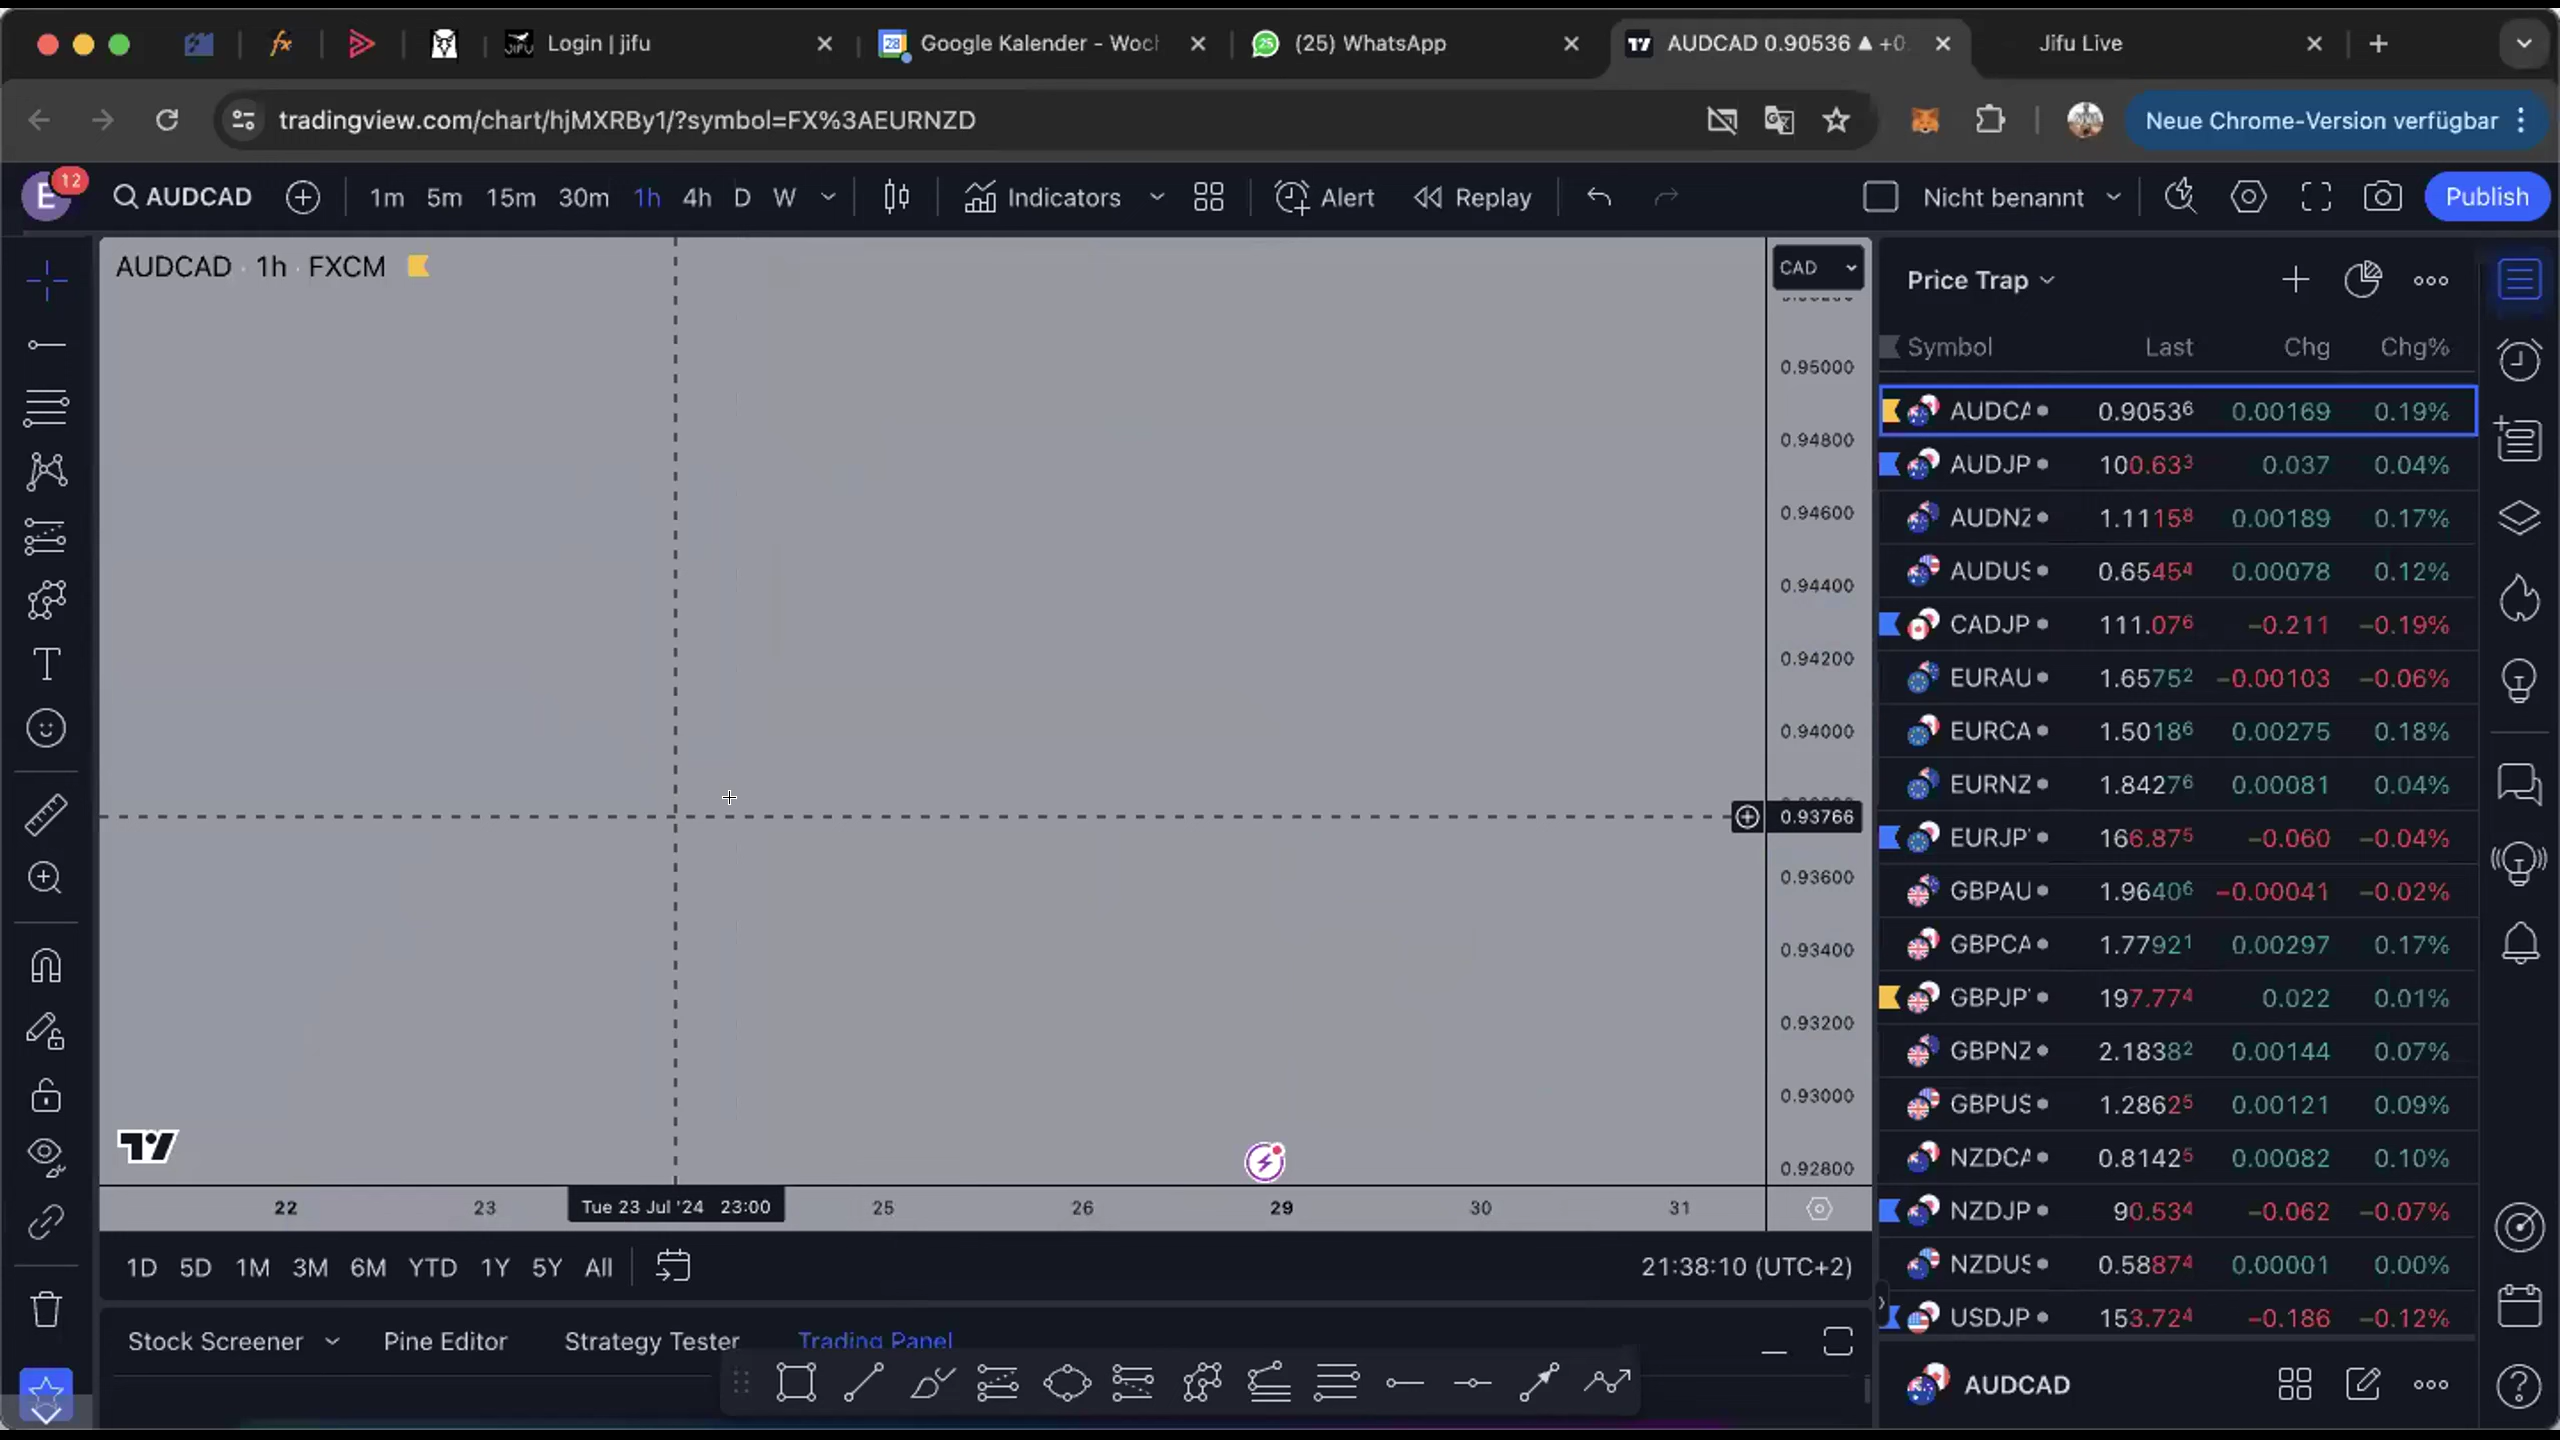 Login | jifu
Google Kalender - Woch
(25) WhatsApp
AUDCAD 0.90536 ▲ +0.
Jifu Live
tradingview.com/chart/hjMXRBy1/?symbol=FX%3AEURNZD
Neue Chrome-Version verfügbar
E 12 AUDCAD 1m 5m 15m 30m 1h 4h D W Indicators Alert Replay Nicht benannt Publish
AUDCAD · 1h · FXCM
CAD
0.95000
0.94800
0.94600
0.94400
0.94200
0.94000
0.93766
0.93600
0.93400
0.93200
0.93000
0.92800
22 23 Tue 23 Jul '24 23:00 25 26 29 30 31
1D 5D 1M 3M 6M YTD 1Y 5Y All
21:38:10 (UTC+2)
Stock Screener Pine Editor Strategy Tester Trading Panel
Price Trap
Symbol Last Chg Chg%
AUDCA 0.90536 0.00169 0.19%
AUDJP 100.633 0.037 0.04%
AUDNZ 1.11158 0.00189 0.17%
AUDUS 0.65454 0.00078 0.12%
CADJP 111.076 −0.211 −0.19%
EURAU 1.65752 −0.00103 −0.06%
EURCA 1.50186 0.00275 0.18%
EURNZ 1.84276 0.00081 0.04%
EURJP 166.875 −0.060 −0.04%
GBPAU 1.96406 −0.00041 −0.02%
GBPCA 1.77921 0.00297 0.17%
GBPJP 197.774 0.022 0.01%
GBPNZ 2.18382 0.00144 0.07%
GBPUS 1.28625 0.00121 0.09%
NZDCA 0.81425 0.00082 0.10%
NZDJP 90.534 −0.062 −0.07%
NZDUS 0.58874 0.00001 0.00%
USDJP 153.724 −0.186 −0.12%
AUDCAD